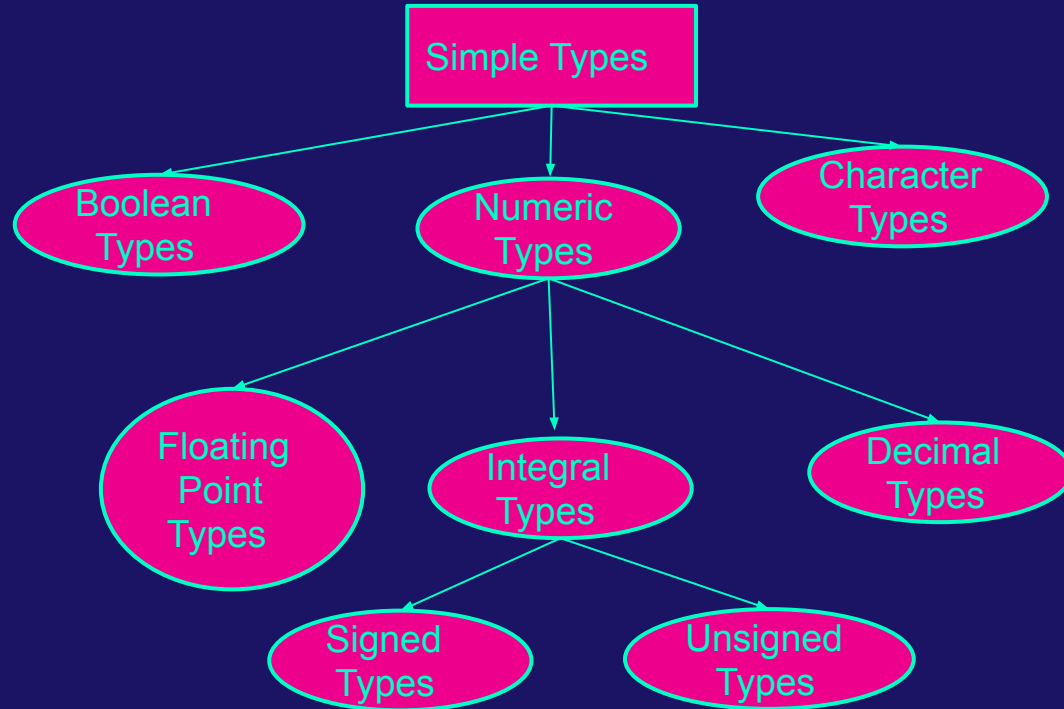 Simple Types
Boolean
Types
Numeric
Types
Character
Types
Floating
Point
Types
Integral
Types
Decimal
Types
Signed
Types
Unsigned
Types